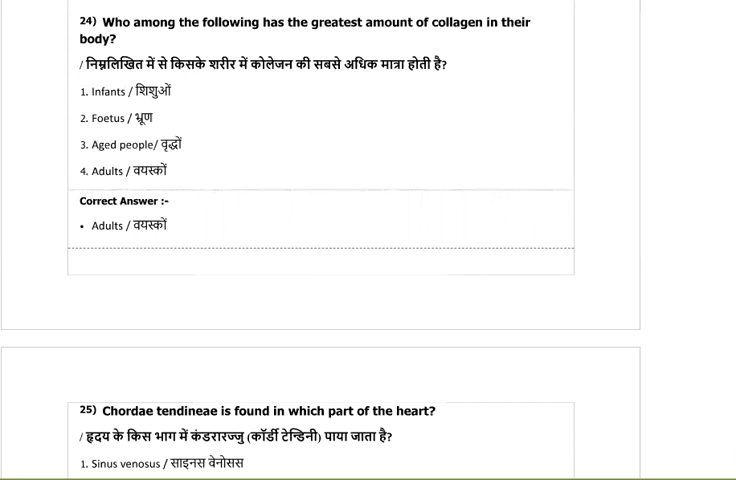 24) Who among the following has the greatest amount of collagen in their
body?
/ निम्नलिखित में से किसके शरीर में कोलेजन की सबसे अधिक मात्रा होती है?
1. Infants / शिशुओं
2. Foetus / भ्रूण
3. Aged people/ वृद्धों
4. Adults / वयस्कों
Correct Answer :-
• Adults / वयस्कों
25) Chordae tendineae is found in which part of the heart?
/ हृदय के किस भाग में कंडरारज्जु (कॉर्डी टेन्डिनी) पाया जाता है?
1. Sinus venosus / साइनस वेनोसस